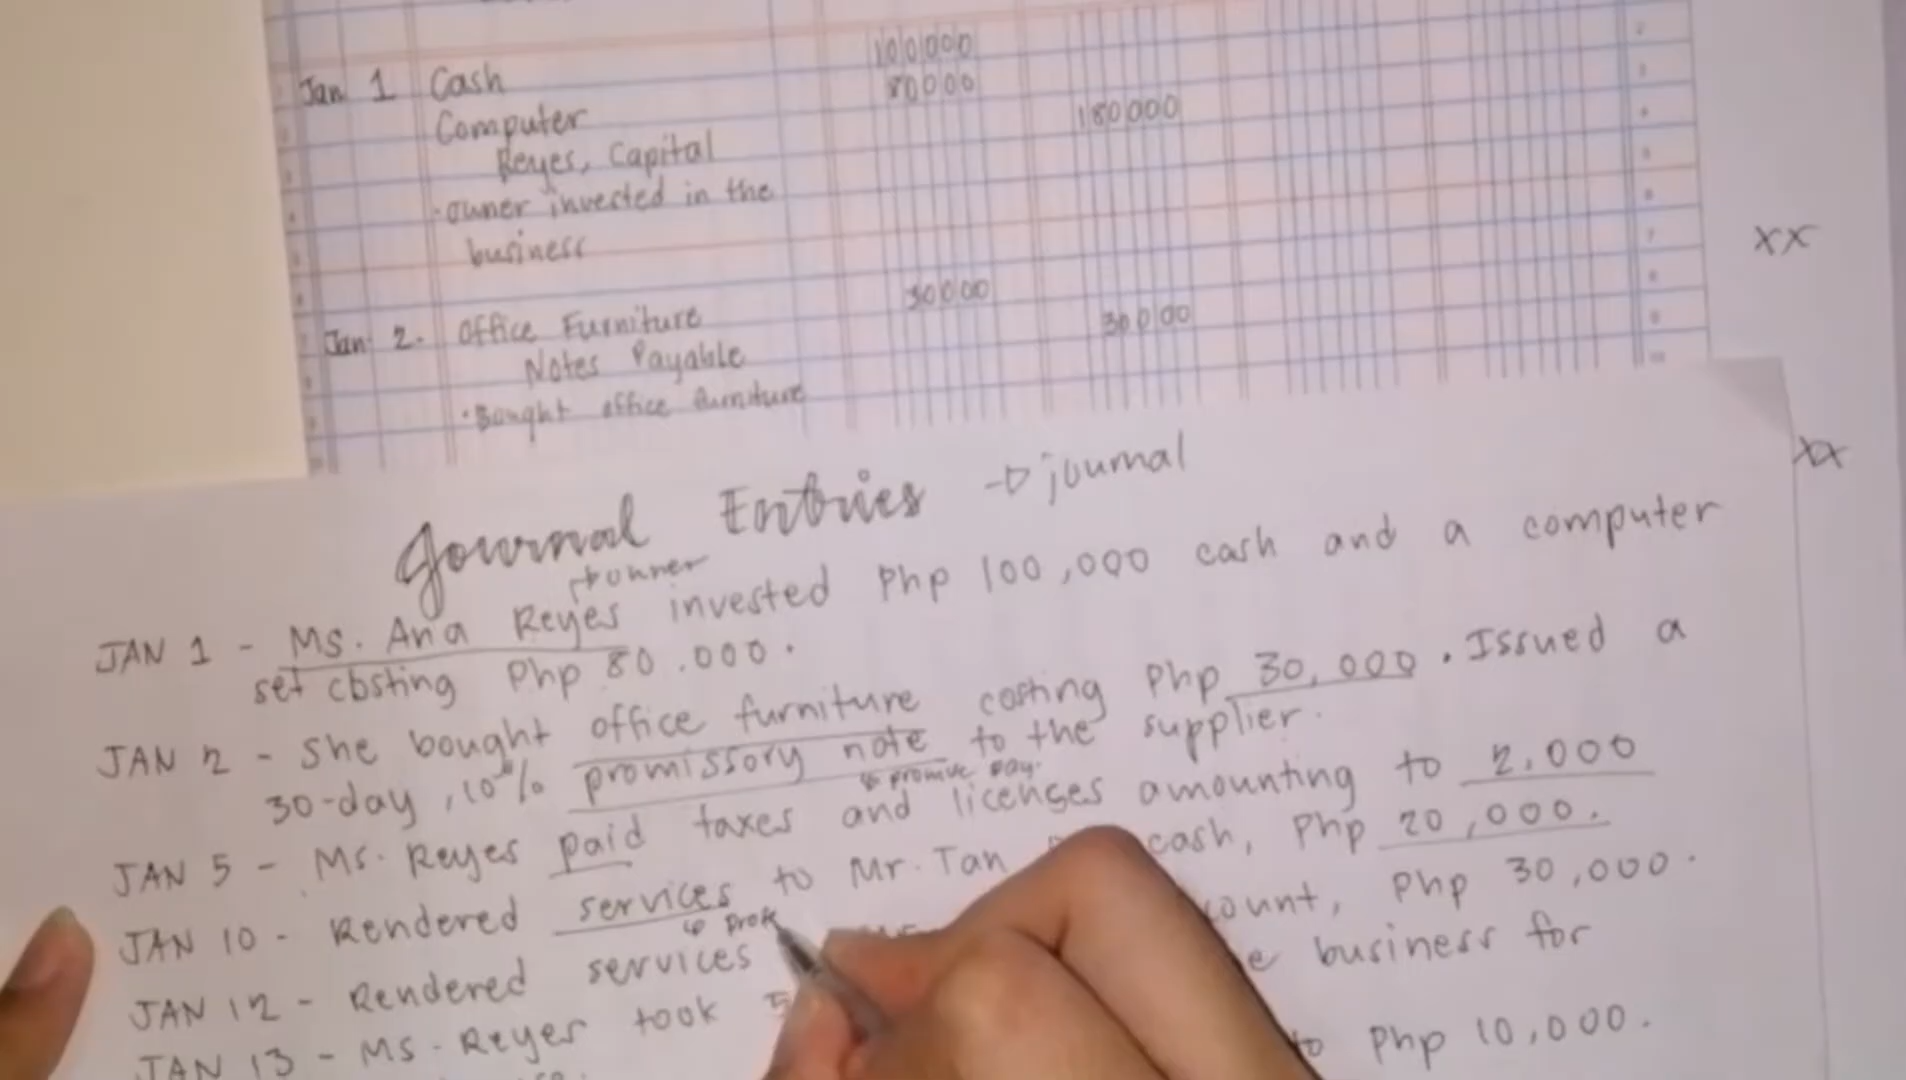 100000
Jan 1 Cash 80000
Computer 180000
Reyes, Capital
- owner invested in the
business
xx
Jan 2. Office Furniture 30000
Notes Payable 30000
• Bought office furniture
Journal Entries → journal
xx
owner
JAN 1 - Ms. Ana Reyes invested Php 100,000 cash and a computer
set costing Php 80.000.
JAN 2 - She bought office furniture costing Php 30,000. Issued a
30-day, 10% promissory note to the supplier.
promise pay.
JAN 5 - Ms. Reyes paid taxes and licenses amounting to 2,000
JAN 10 - Rendered services to Mr. Tan cash, Php 20,000.
JAN 12 - Rendered services count, Php 30,000.
JAN 13 - Ms. Reyes took e business for
to Php 10,000.